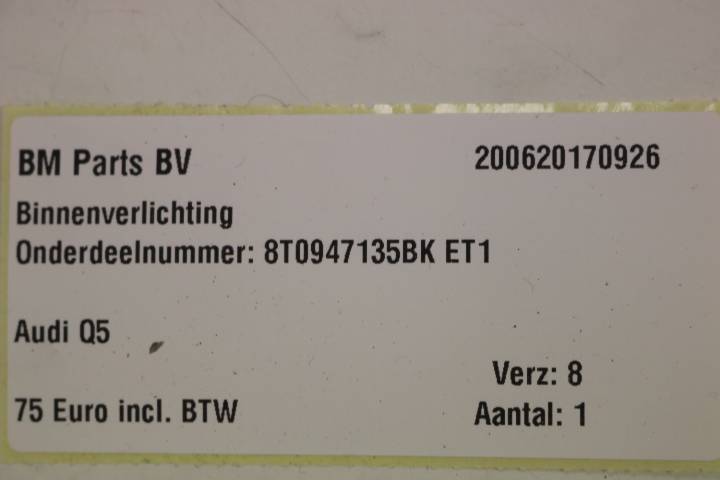 BM Parts BV 200620170926
Binnenverlichting
Onderdeelnummer: 8T0947135BK ET1
Audi Q5
Verz: 8
75 Euro incl. BTW Aantal: 1